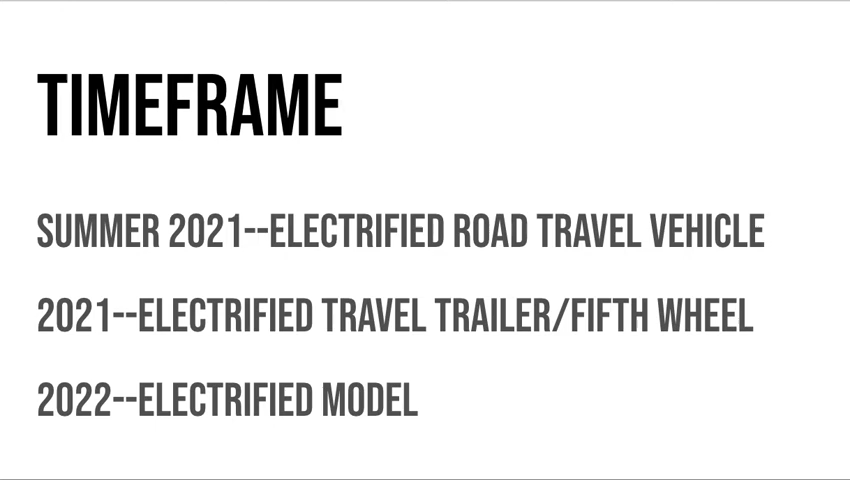 TIMEFRAME
SUMMER 2021--ELECTRIFIED ROAD TRAVEL VEHICLE
2021--ELECTRIFIED TRAVEL TRAILER/FIFTH WHEEL
2022--ELECTRIFIED MODEL